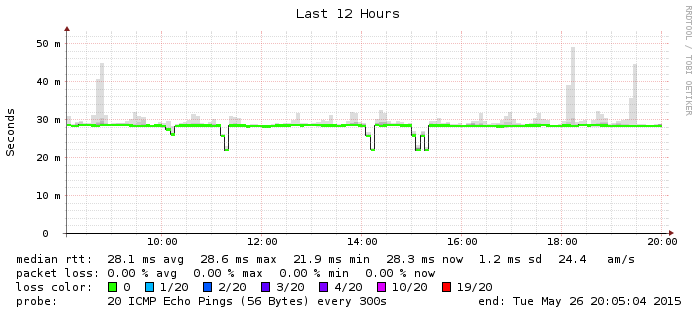 Last 12 Hours
RRDTOOL / TOBI OETIKER
Seconds
50 m
40 m
30 m
20 m
10 m
0
10:00 12:00 14:00 16:00 18:00 20:00
median rtt: 28.1 ms avg 28.6 ms max 21.9 ms min 28.3 ms now 1.2 ms sd 24.4 am/s
packet loss: 0.00 % avg 0.00 % max 0.00 % min 0.00 % now
loss color: 0 1/20 2/20 3/20 4/20 10/20 19/20
probe: 20 ICMP Echo Pings (56 Bytes) every 300s end: Tue May 26 20:05:04 2015